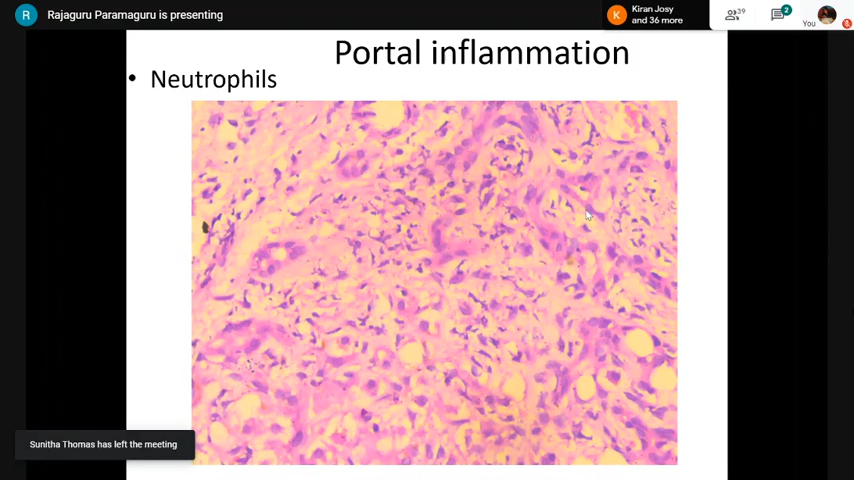 R Rajaguru Paramaguru is presenting
K Kiran Josy
and 36 more
39
2
You
Portal inflammation
• Neutrophils
Sunitha Thomas has left the meeting